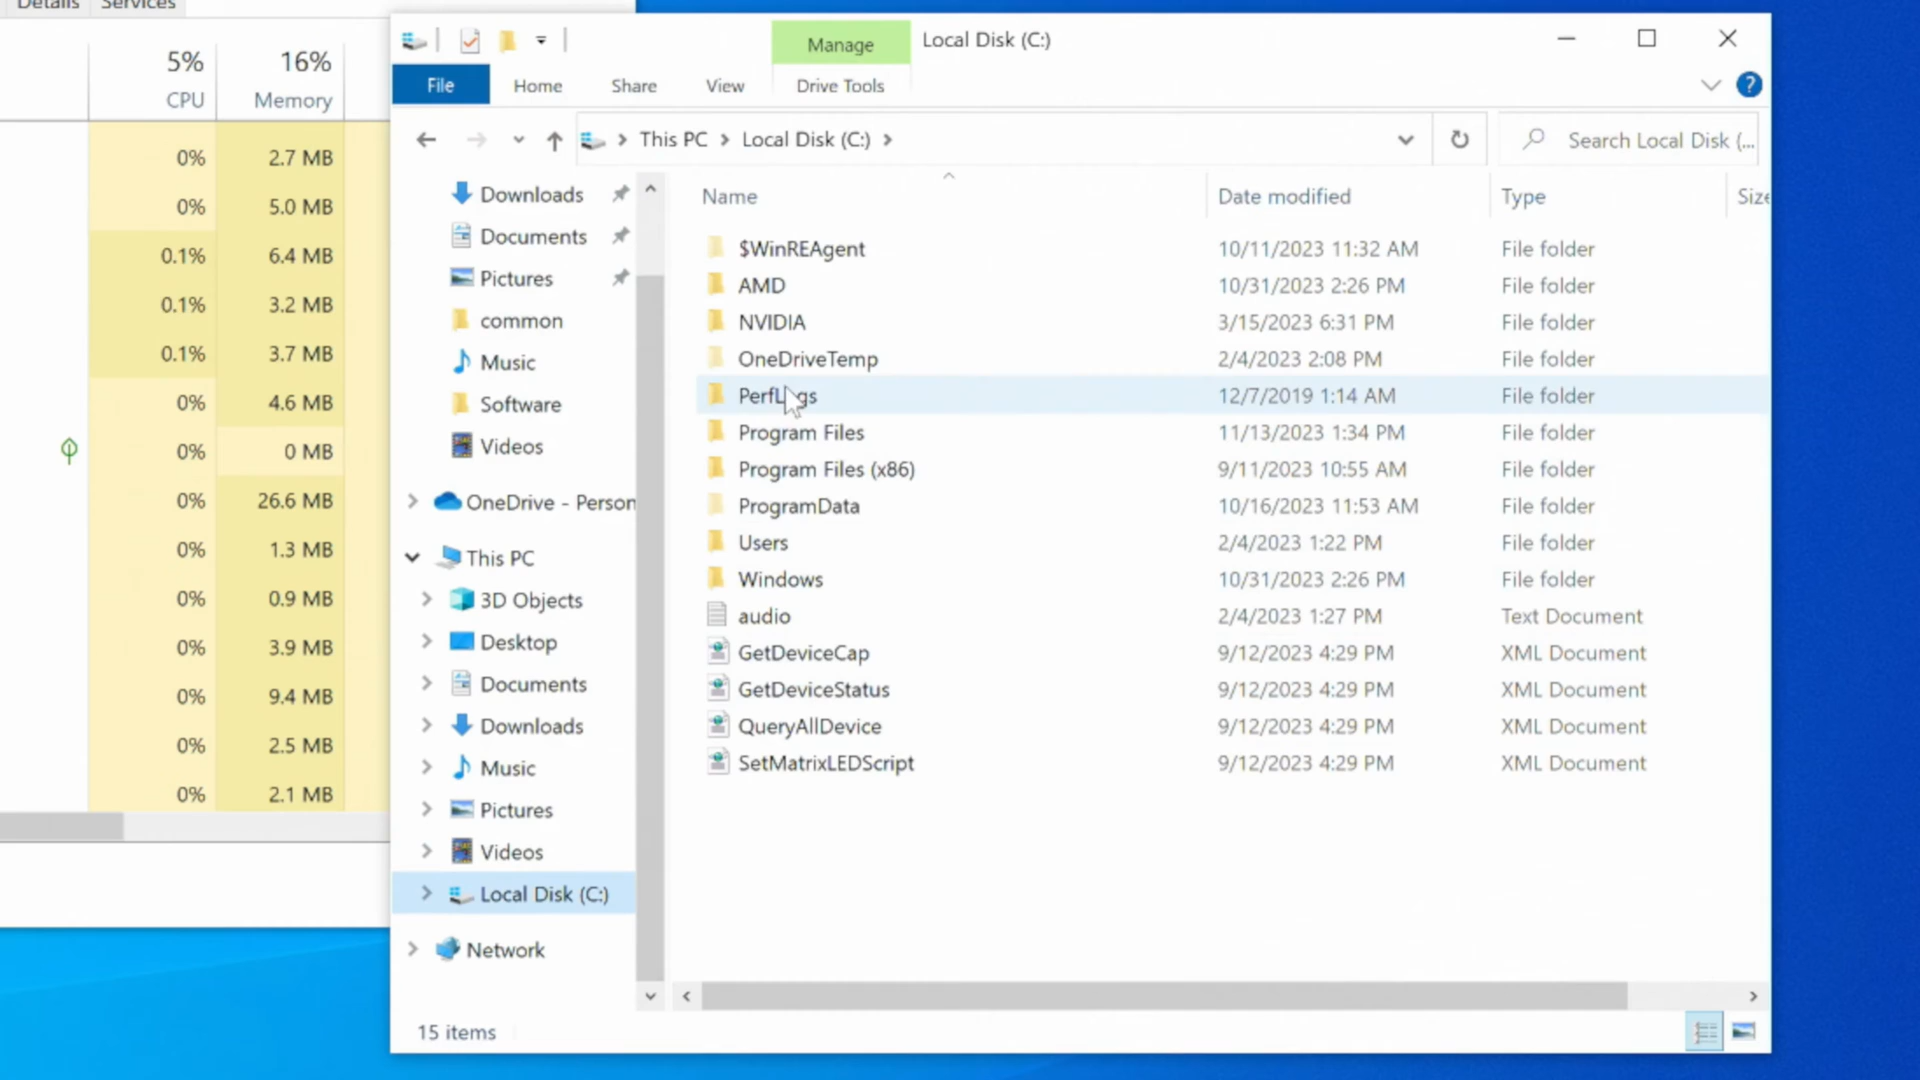 Details Services
5% 16%
CPU Memory
0% 2.7 MB
0% 5.0 MB
0.1% 6.4 MB
0.1% 3.2 MB
0.1% 3.7 MB
0% 4.6 MB
0% 0 MB
0% 26.6 MB
0% 1.3 MB
0% 0.9 MB
0% 3.9 MB
0% 9.4 MB
0% 2.5 MB
0% 2.1 MB
Manage Local Disk (C:)
File Home Share View Drive Tools ?
This PC Local Disk (C:) Search Local Disk (...
Downloads
Documents
Pictures
common
Music
Software
Videos
OneDrive - Person
This PC
3D Objects
Desktop
Documents
Downloads
Music
Pictures
Videos
Local Disk (C:)
Network
Name Date modified Type Size
$WinREAgent 10/11/2023 11:32 AM File folder
AMD 10/31/2023 2:26 PM File folder
NVIDIA 3/15/2023 6:31 PM File folder
OneDriveTemp 2/4/2023 2:08 PM File folder
PerfLogs 12/7/2019 1:14 AM File folder
Program Files 11/13/2023 1:34 PM File folder
Program Files (x86) 9/11/2023 10:55 AM File folder
ProgramData 10/16/2023 11:53 AM File folder
Users 2/4/2023 1:22 PM File folder
Windows 10/31/2023 2:26 PM File folder
audio 2/4/2023 1:27 PM Text Document
GetDeviceCap 9/12/2023 4:29 PM XML Document
GetDeviceStatus 9/12/2023 4:29 PM XML Document
QueryAllDevice 9/12/2023 4:29 PM XML Document
SetMatrixLEDScript 9/12/2023 4:29 PM XML Document
15 items